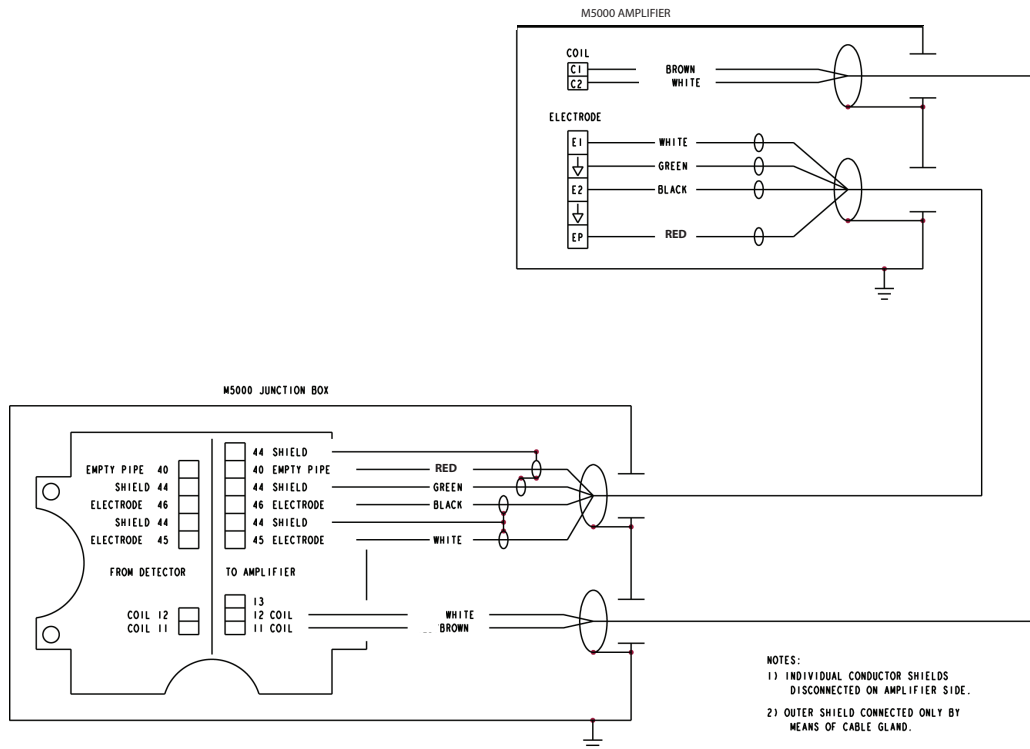 M5000 AMPLIFIER
COIL
C1 BROWN
C2 WHITE
ELECTRODE
E1 WHITE
GREEN
E2 BLACK
EP RED
M5000 JUNCTION BOX
44 SHIELD
EMPTY PIPE 40 40 EMPTY PIPE RED
SHIELD 44 44 SHIELD GREEN
ELECTRODE 46 46 ELECTRODE BLACK
SHIELD 44 44 SHIELD
ELECTRODE 45 45 ELECTRODE WHITE
FROM DETECTOR TO AMPLIFIER
13
COIL 12 12 COIL WHITE
COIL 11 11 COIL BROWN
NOTES:
1) INDIVIDUAL CONDUCTOR SHIELDS
DISCONNECTED ON AMPLIFIER SIDE.
2) OUTER SHIELD CONNECTED ONLY BY
MEANS OF CABLE GLAND.